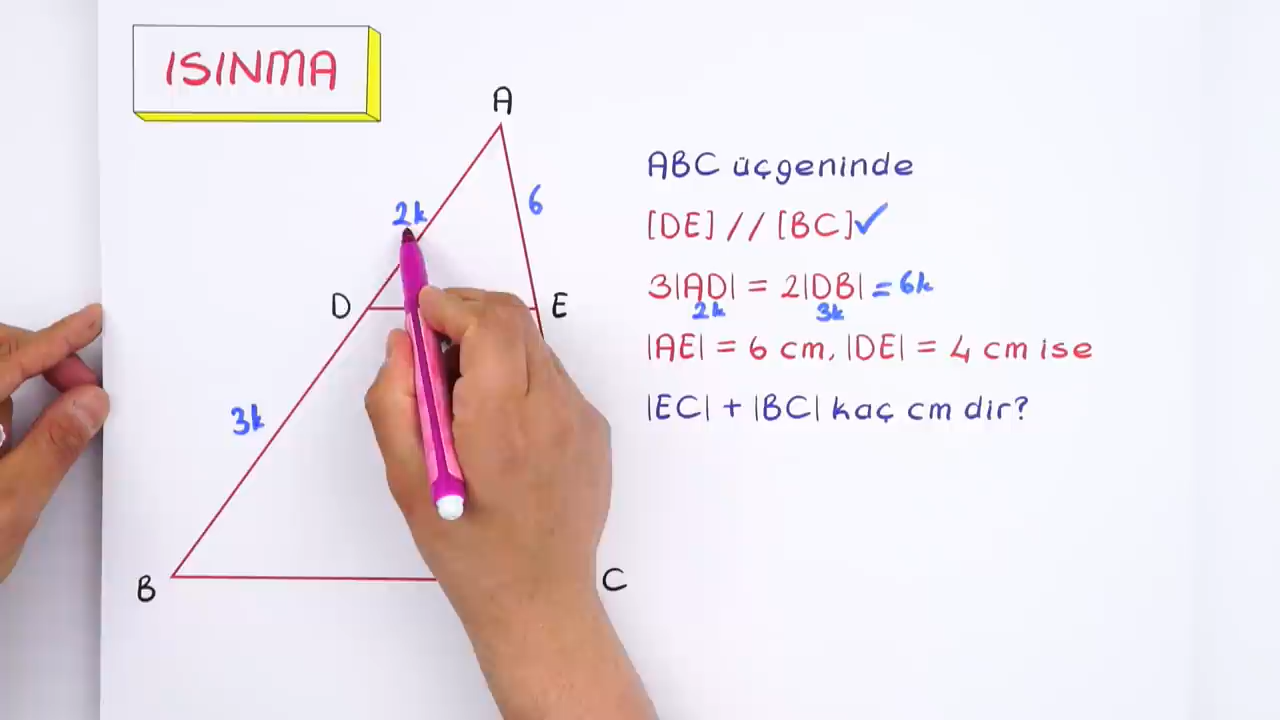 ISINMA
A
6
2k
D
E
3k
B
C
ABC üçgeninde
[DE] // [BC] ✓
3|AD| = 2|DB| = 6k
2k 3k
|AE| = 6 cm, |DE| = 4 cm ise
|EC| + |BC| kaç cm dir?